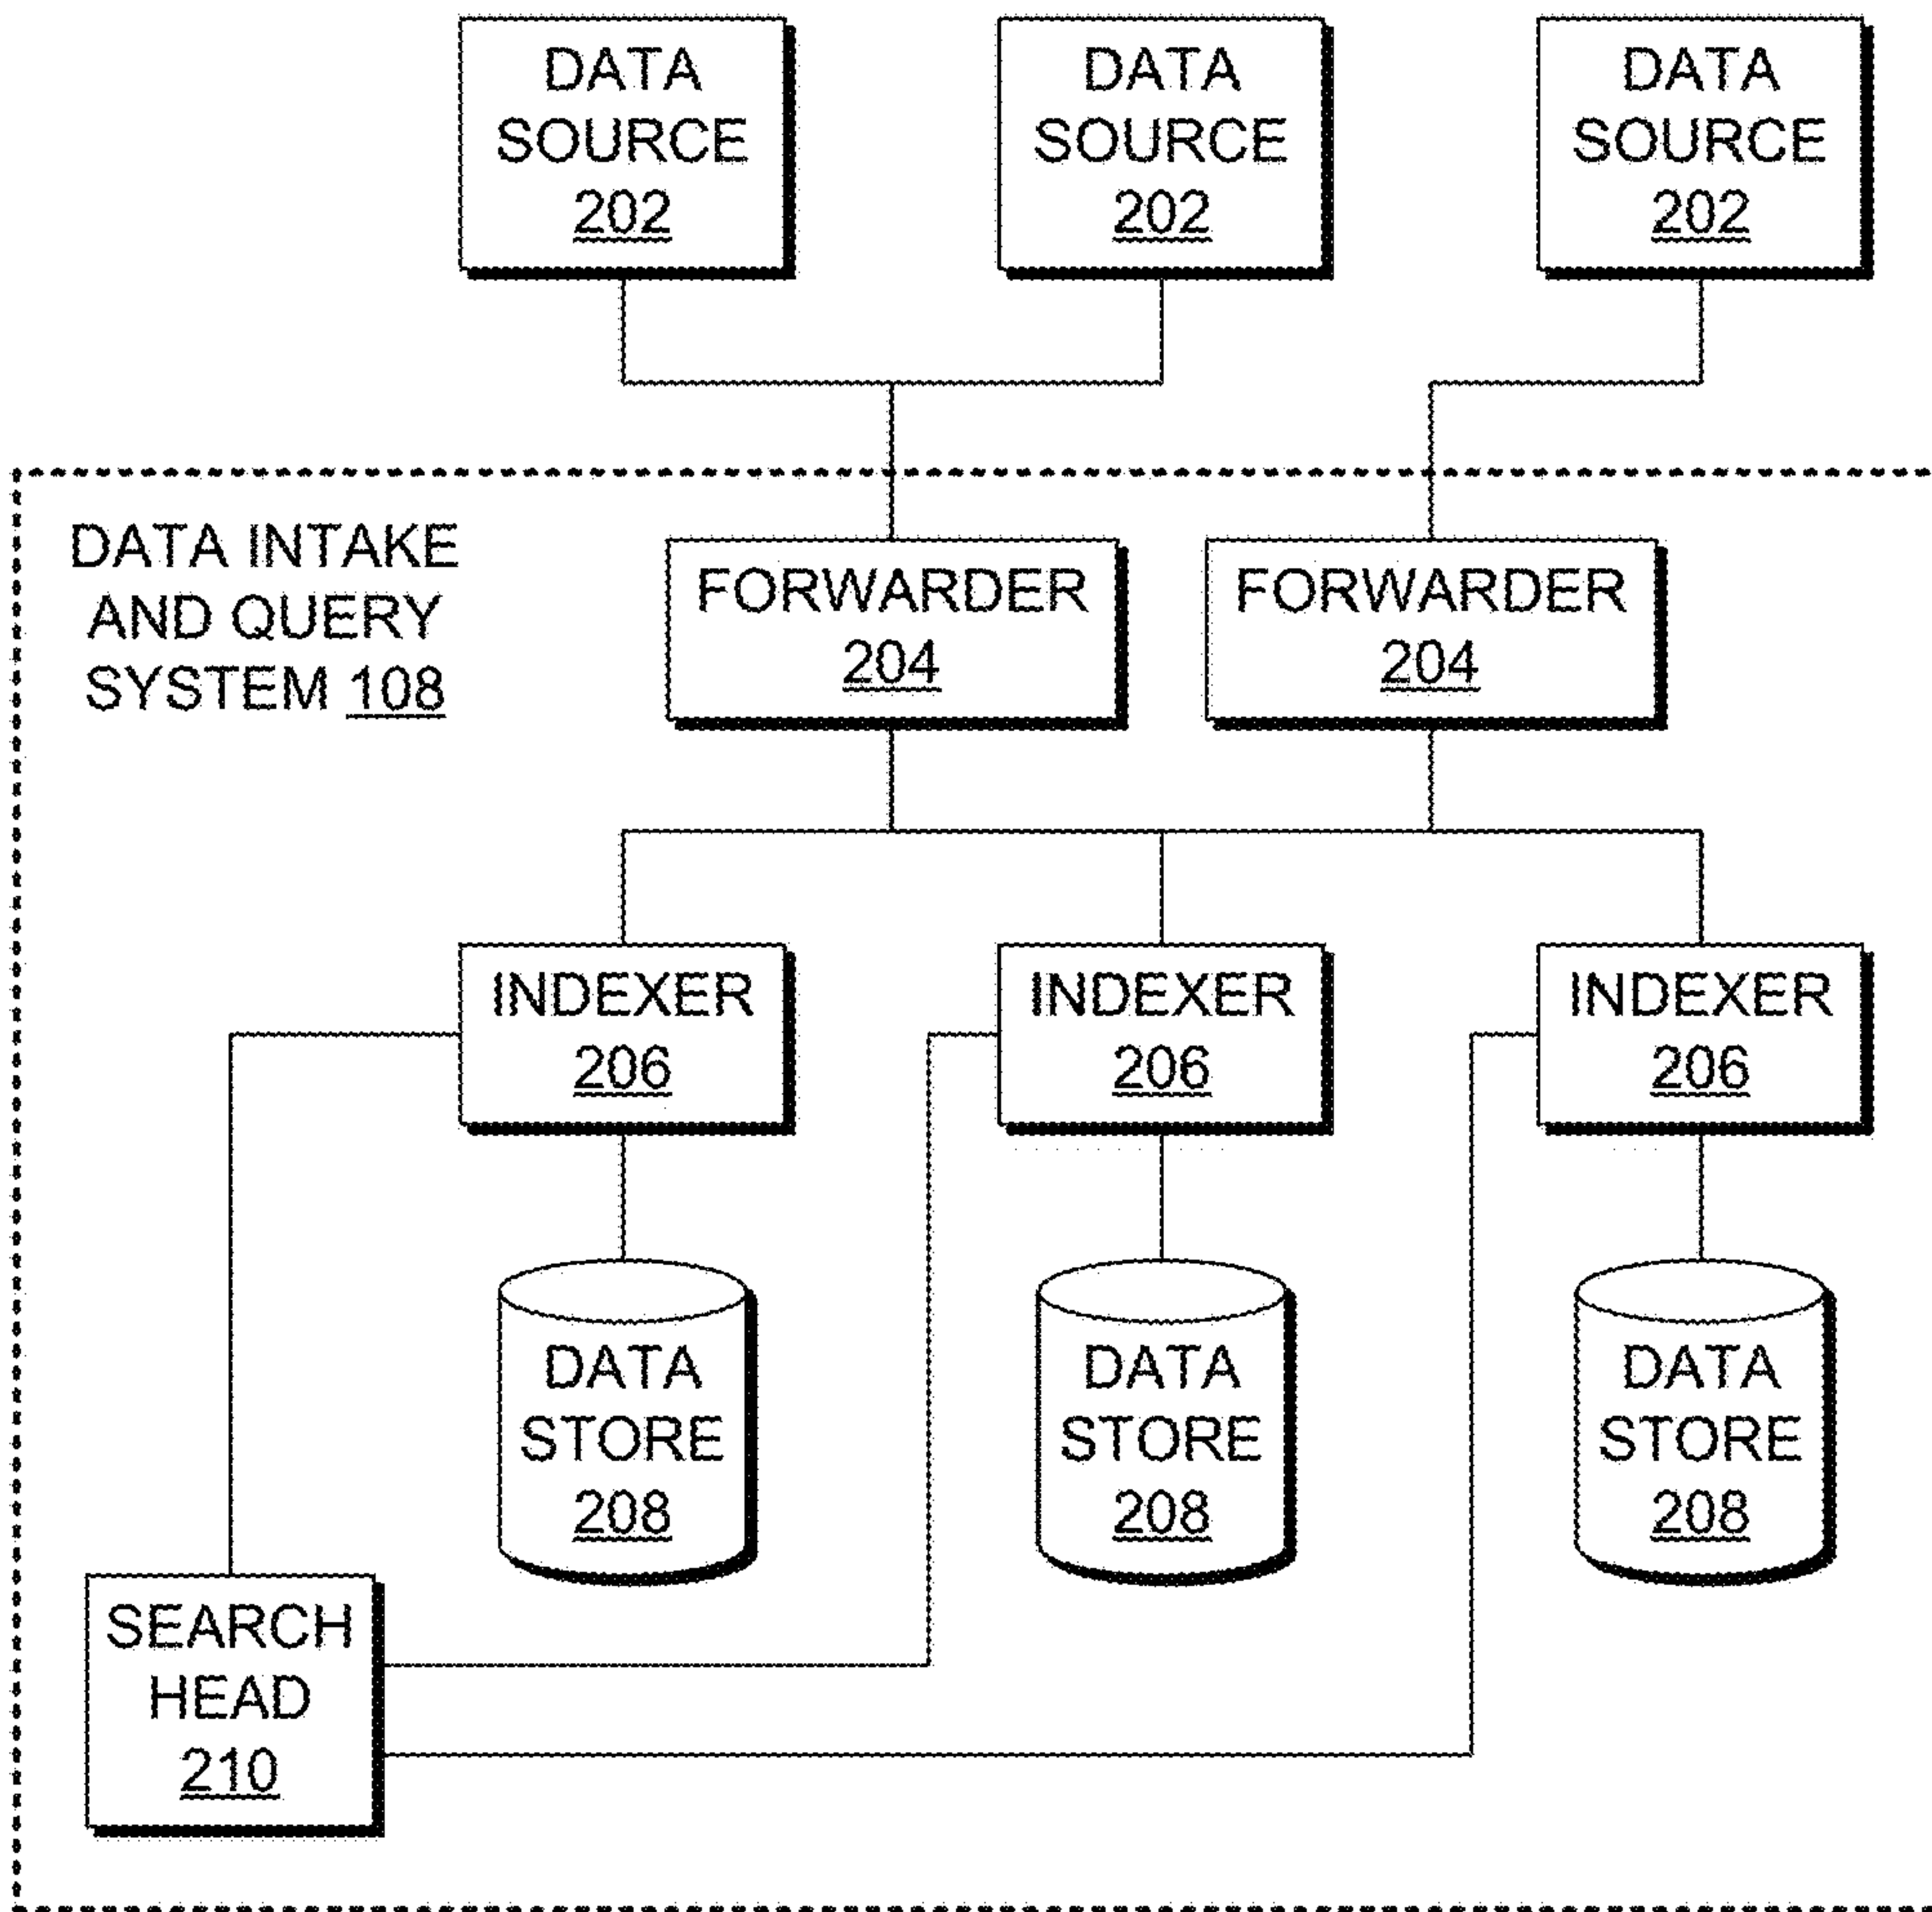 DATA
SOURCE
202
DATA
SOURCE
202
DATA
SOURCE
202
DATA INTAKE
AND QUERY
SYSTEM 108
FORWARDER
204
FORWARDER
204
INDEXER
206
INDEXER
206
INDEXER
206
DATA
STORE
208
DATA
STORE
208
DATA
STORE
208
SEARCH
HEAD
210